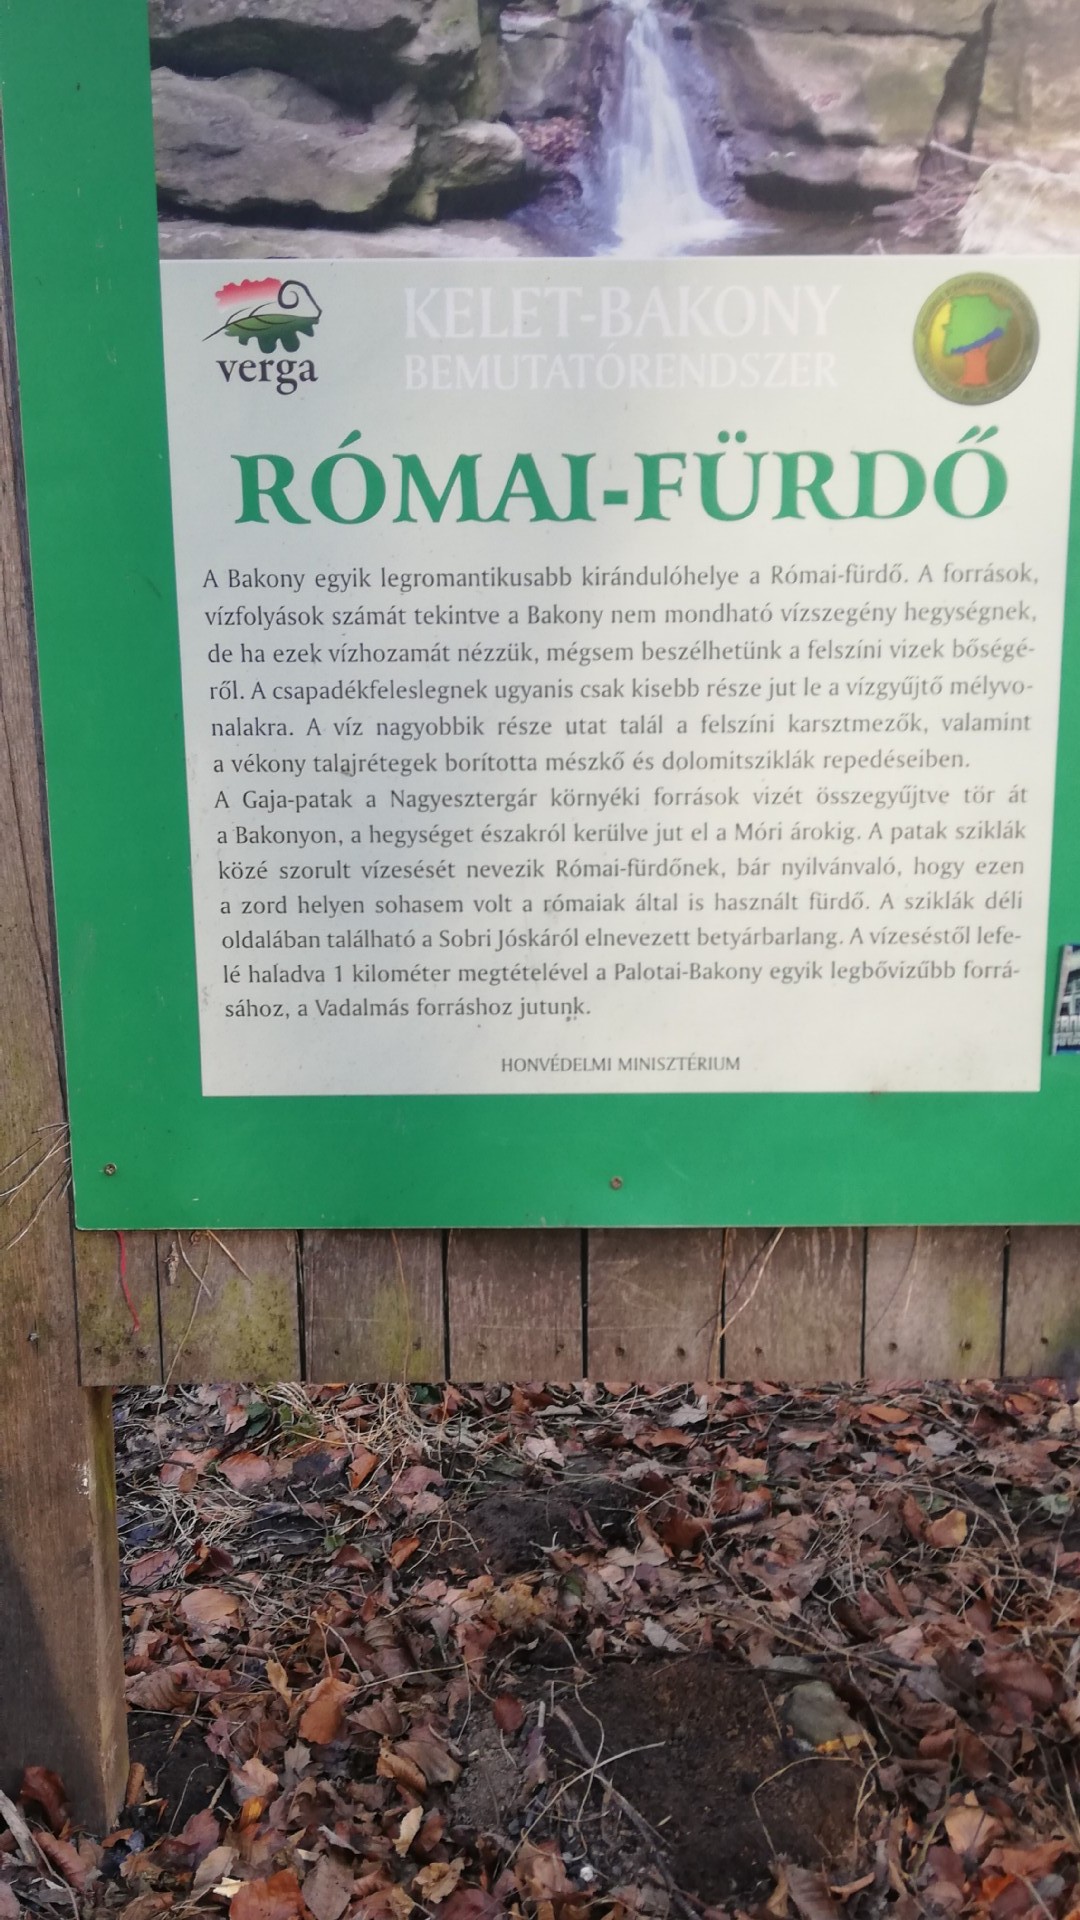 verga
KELET-BAKONY
BEMUTATÓRENDSZER
RÓMAI-FÜRDŐ
A Bakony egyik legromantikusabb kirándulóhelye a Római-fürdő. A források,
vízfolyások számát tekintve a Bakony nem mondható vízszegény hegységnek,
de ha ezek vízhozamát nézzük, mégsem beszélhetünk a felszíni vizek bőségé-
ről. A csapadékfeleslegnek ugyanis csak kisebb része jut le a vízgyűjtő mélyvo-
nalakra. A víz nagyobbik része utat talál a felszíni karsztmezők, valamint
a vékony talajrétegek borította mészkő és dolomitsziklák repedéseiben.
A Gaja-patak a Nagyesztergár környéki források vizét összegyűjtve tör át
a Bakonyon, a hegységet északról kerülve jut el a Móri árokig. A patak sziklák
közé szorult vízesését nevezik Római-fürdőnek, bár nyilvánvaló, hogy ezen
a zord helyen sohasem volt a rómaiak által is használt fürdő. A sziklák déli
oldalában található a Sobri Jóskáról elnevezett betyárbarlang. A vízeséstől lefe-
lé haladva 1 kilométer megtételével a Palotai-Bakony egyik legbővizűbb forrá-
sához, a Vadalmás forráshoz jutunk.
HONVÉDELMI MINISZTÉRIUM